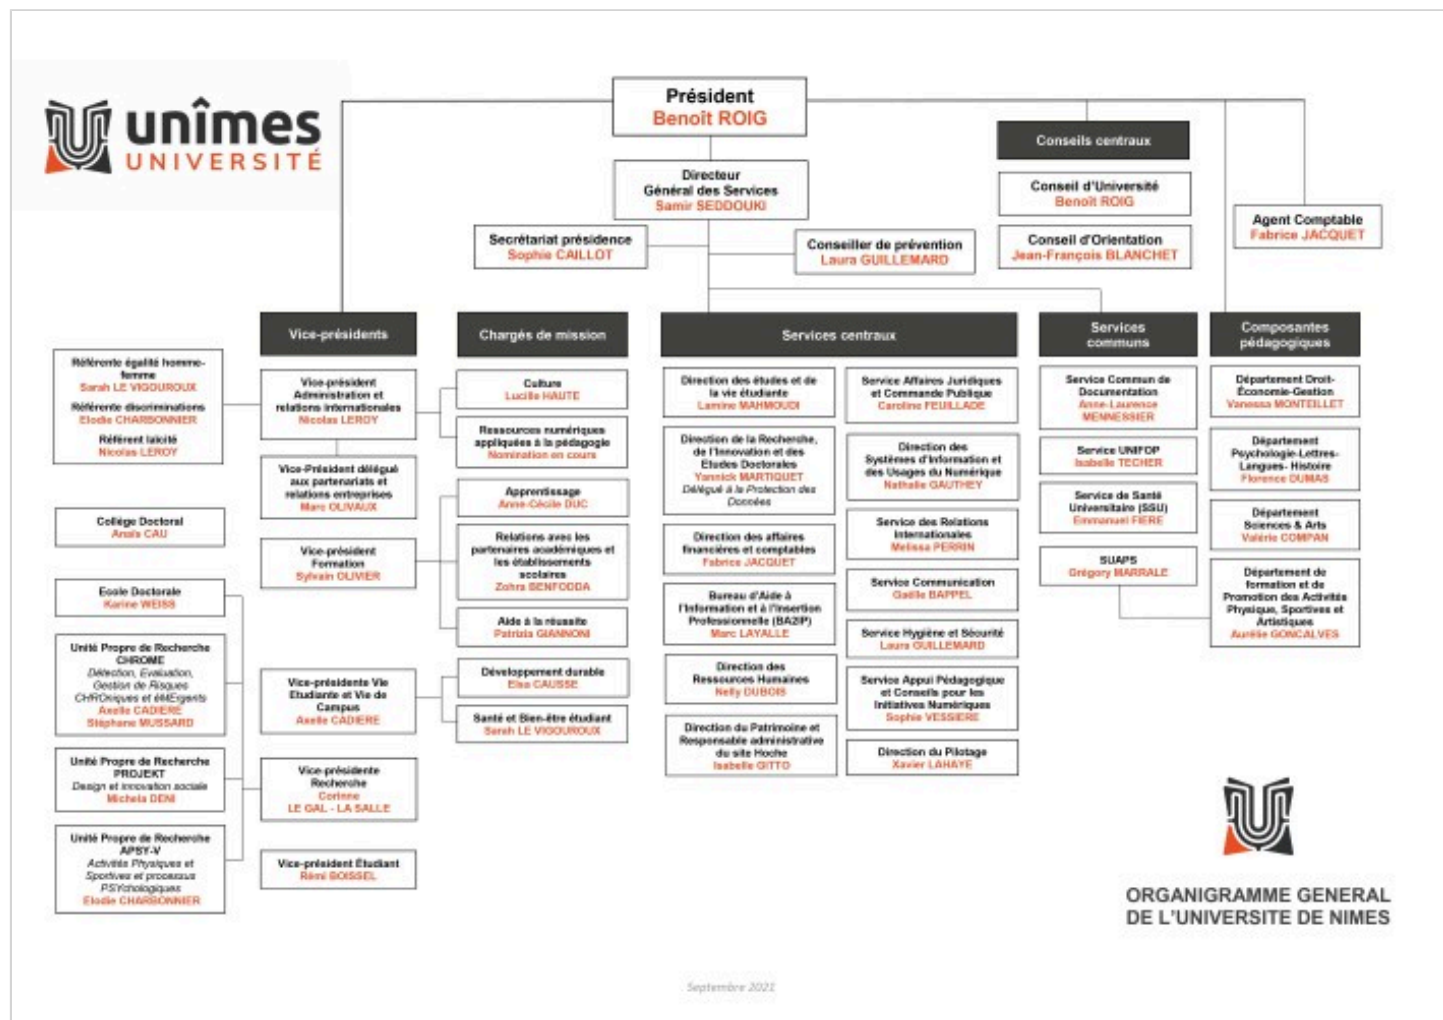 unîmes
UNIVERSITÉ
Président
Benoît ROIG
Directeur
Général des Services
Samir SEDDOUKI
Secrétariat présidence
Sophie CAILLOT
Conseiller de prévention
Laura GUILLEMARD
Conseils centraux
Conseil d'Université
Benoît ROIG
Conseil d'Orientation
Jean-François BLANCHET
Agent Comptable
Fabrice JACQUET
Référente égalité homme-
femme
Sarah LE VIGOUROUX
Référente discriminations
Elodie CHARBONNIER
Référent laïcité
Nicolas LEROY
Collège Doctoral
Anaïs CAU
Ecole Doctorale
Karine WEISS
Unité Propre de Recherche
CHROME
Détection, Evaluation,
Gestion de Risques
CHROniques et éMErgents
Axelle CADIERE
Stéphane MUSSARD
Unité Propre de Recherche
PROJEKT
Design et innovation sociale
Michela DENI
Unité Propre de Recherche
APSY-V
Activités Physiques et
Sportives et processus
PSYchologiques
Elodie CHARBONNIER
Vice-présidents
Vice-président
Administration et
relations internationales
Nicolas LEROY
Vice-Président délégué
aux partenariats et
relations entreprises
Marc OLIVAUX
Vice-président
Formation
Sylvain OLIVIER
Vice-présidente Vie
Etudiante et Vie de
Campus
Axelle CADIERE
Vice-présidente
Recherche
Corinne
LE GAL - LA SALLE
Vice-président Étudiant
Rémi BOISSEL
Chargés de mission
Culture
Lucille HAUTE
Ressources numériques
appliquées à la pédagogie
Nomination en cours
Apprentissage
Anne-Cécile DUC
Relations avec les
partenaires académiques et
les établissements
scolaires
Zohra BENFODDA
Aide à la réussite
Patrizia GIANNONI
Développement durable
Elsa CAUSSE
Santé et Bien-être étudiant
Sarah LE VIGOUROUX
Services centraux
Direction des études et de
la vie étudiante
Lamine MAHMOUDI
Direction de la Recherche,
de l'Innovation et des
Etudes Doctorales
Yannick MARTIQUET
Délégué à la Protection des
Données
Direction des affaires
financières et comptables
Fabrice JACQUET
Bureau d'Aide à
l'Information et à l'Insertion
Professionnelle (BA2IP)
Marc LAYALLE
Direction des
Ressources Humaines
Nelly DUBOIS
Direction du Patrimoine et
Responsable administrative
du site Hoche
Isabelle GITTO
Service Affaires Juridiques
et Commande Publique
Caroline FEUILLADE
Direction des
Systèmes d'Information et
des Usages du Numérique
Nathalie GAUTHEY
Service des Relations
Internationales
Melissa PERRIN
Service Communication
Gaëlle BAPPEL
Service Hygiène et Sécurité
Laura GUILLEMARD
Service Appui Pédagogique
et Conseils pour les
Initiatives Numériques
Sophie VESSIERE
Direction du Pilotage
Xavier LAHAYE
Services
communs
Service Commun de
Documentation
Anne-Laurence
MENNESSIER
Service UNIFOP
Isabelle TECHER
Service de Santé
Universitaire (SSU)
Emmanuel FIERE
SUAPS
Grégory MARRALE
Composantes
pédagogiques
Département Droit-
Économie-Gestion
Vanessa MONTEILLET
Département
Psychologie-Lettres-
Langues- Histoire
Florence DUMAS
Département
Sciences & Arts
Valérie COMPAN
Département de
formation et de
Promotion des Activités
Physique, Sportives et
Artistiques
Aurélie GONCALVES
ORGANIGRAMME GENERAL
DE L'UNIVERSITE DE NIMES
Septembre 2021